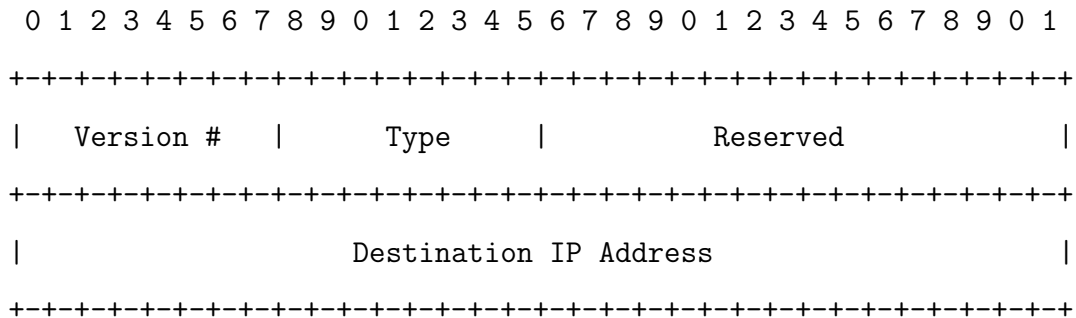 0 1 2 3 4 5 6 7 8 9 0 1 2 3 4 5 6 7 8 9 0 1 2 3 4 5 6 7 8 9 0 1
+-+-+-+-+-+-+-+-+-+-+-+-+-+-+-+-+-+-+-+-+-+-+-+-+-+-+-+-+-+-+-+-+
|   Version #   |      Type     |          Reserved             |
+-+-+-+-+-+-+-+-+-+-+-+-+-+-+-+-+-+-+-+-+-+-+-+-+-+-+-+-+-+-+-+-+
|                    Destination IP Address                     |
+-+-+-+-+-+-+-+-+-+-+-+-+-+-+-+-+-+-+-+-+-+-+-+-+-+-+-+-+-+-+-+-+